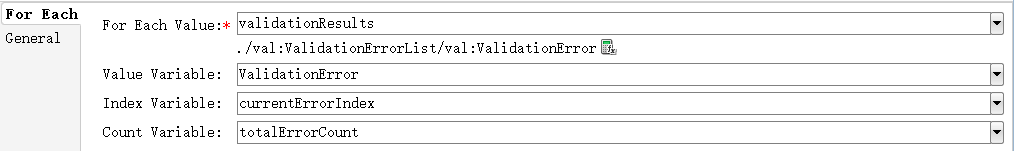 For Each
General
For Each Value:* validationResults
./val:ValidationErrorList/val:ValidationError
Value Variable: ValidationError
Index Variable: currentErrorIndex
Count Variable: totalErrorCount